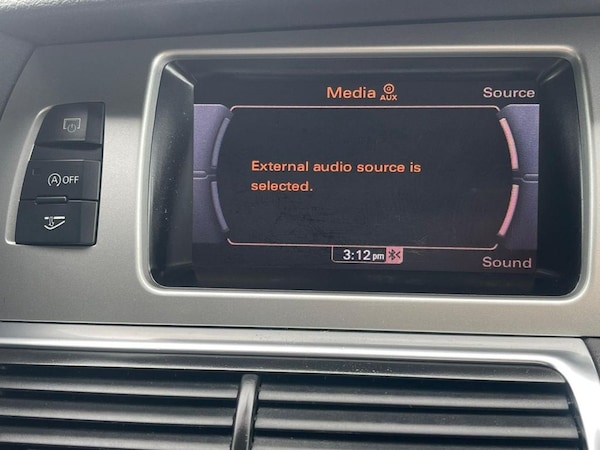 Media AUX
Source
External audio source is
selected.
A OFF
3:12 pm
Sound